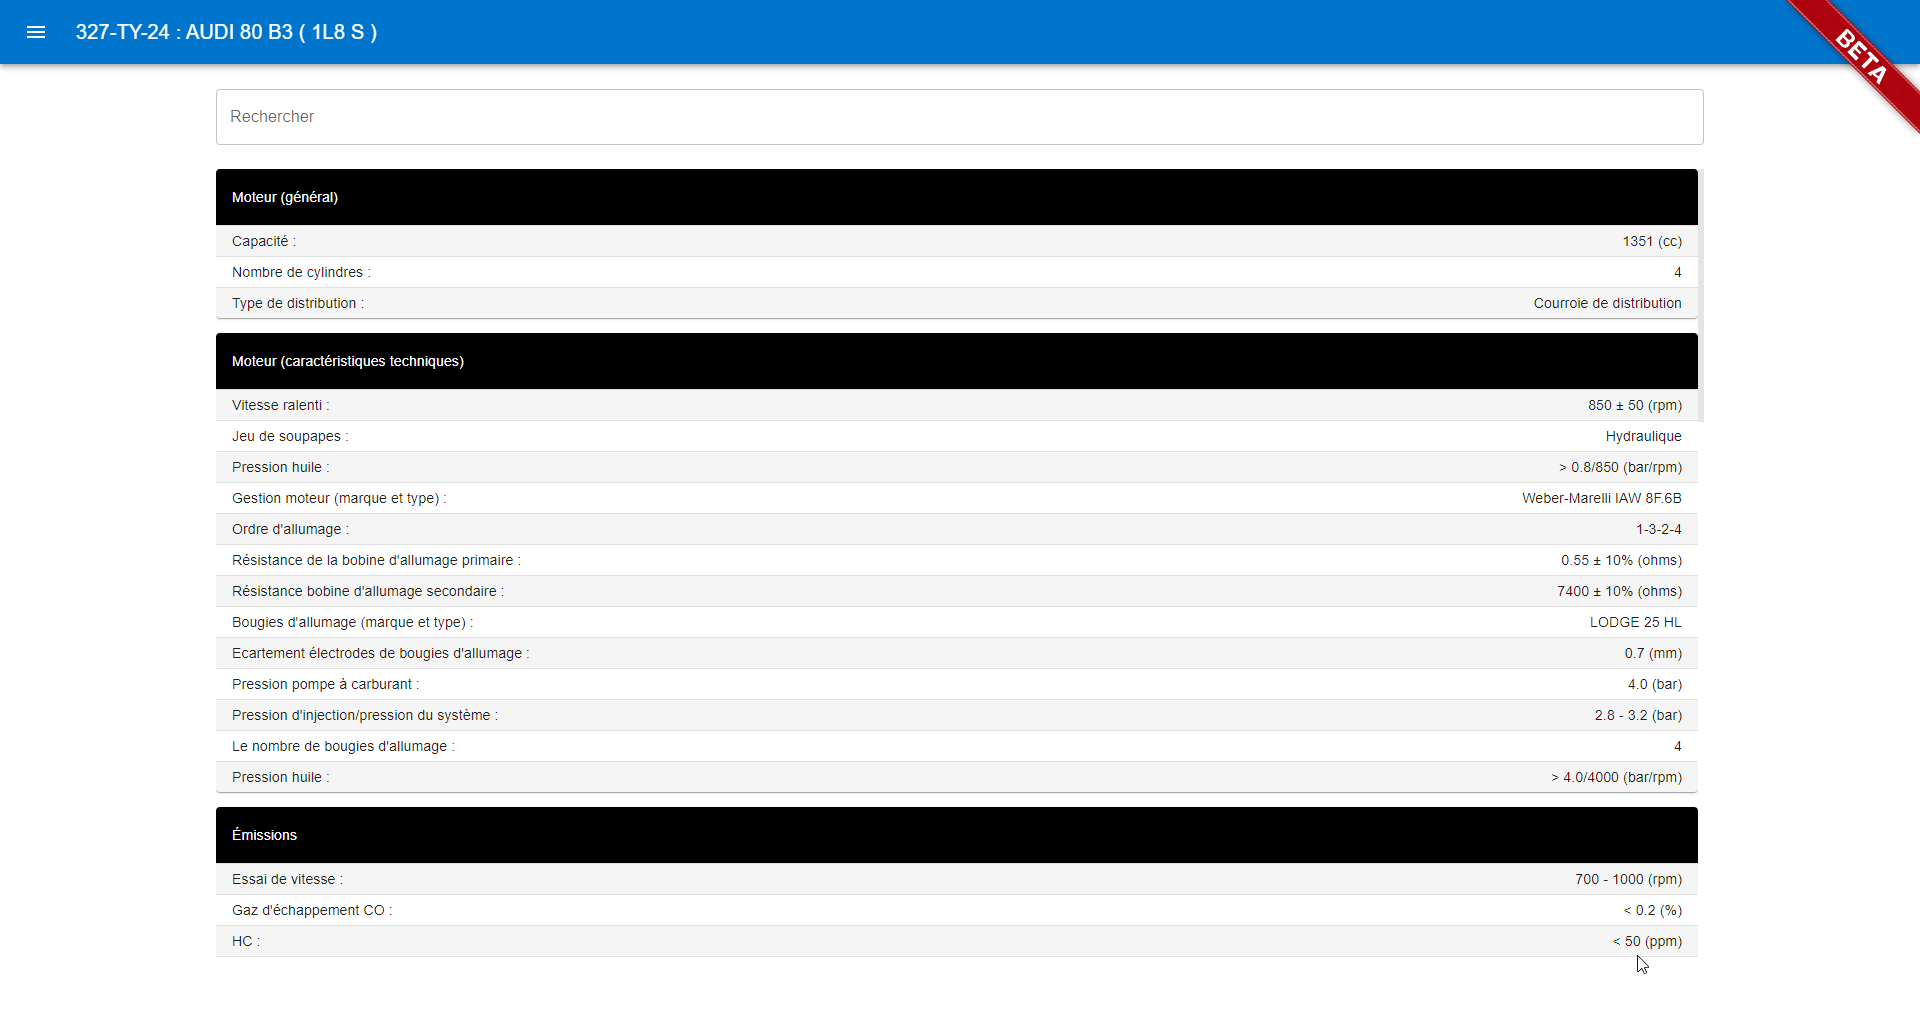 327-TY-24 : AUDI 80 B3 ( 1L8 S )
BETA
Rechercher
Moteur (général)
Capacité : 1351 (cc)
Nombre de cylindres : 4
Type de distribution : Courroie de distribution
Moteur (caractéristiques techniques)
Vitesse ralenti : 850 ± 50 (rpm)
Jeu de soupapes : Hydraulique
Pression huile : > 0.8/850 (bar/rpm)
Gestion moteur (marque et type) : Weber-Marelli IAW 8F.6B
Ordre d'allumage : 1-3-2-4
Résistance de la bobine d'allumage primaire : 0.55 ± 10% (ohms)
Résistance bobine d'allumage secondaire : 7400 ± 10% (ohms)
Bougies d'allumage (marque et type) : LODGE 25 HL
Ecartement électrodes de bougies d'allumage : 0.7 (mm)
Pression pompe à carburant : 4.0 (bar)
Pression d'injection/pression du système : 2.8 - 3.2 (bar)
Le nombre de bougies d'allumage : 4
Pression huile : > 4.0/4000 (bar/rpm)
Émissions
Essai de vitesse : 700 - 1000 (rpm)
Gaz d'échappement CO : < 0.2 (%)
HC : < 50 (ppm)